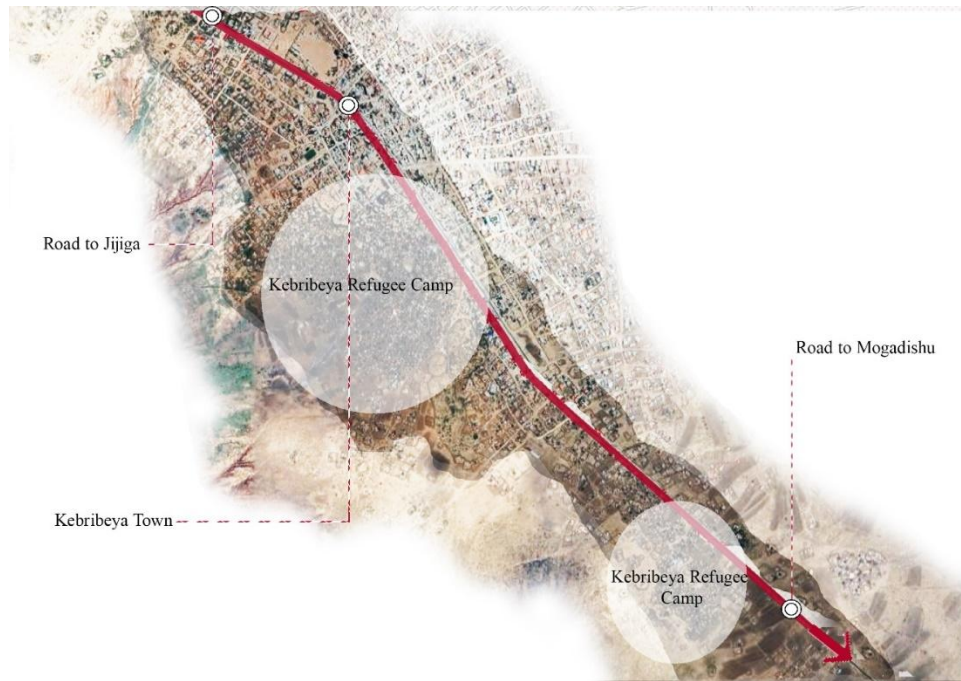 Road to Jijiga
Kebribeya Refugee Camp
Road to Mogadishu
Kebribeya Town
Kebribeya Refugee
Camp